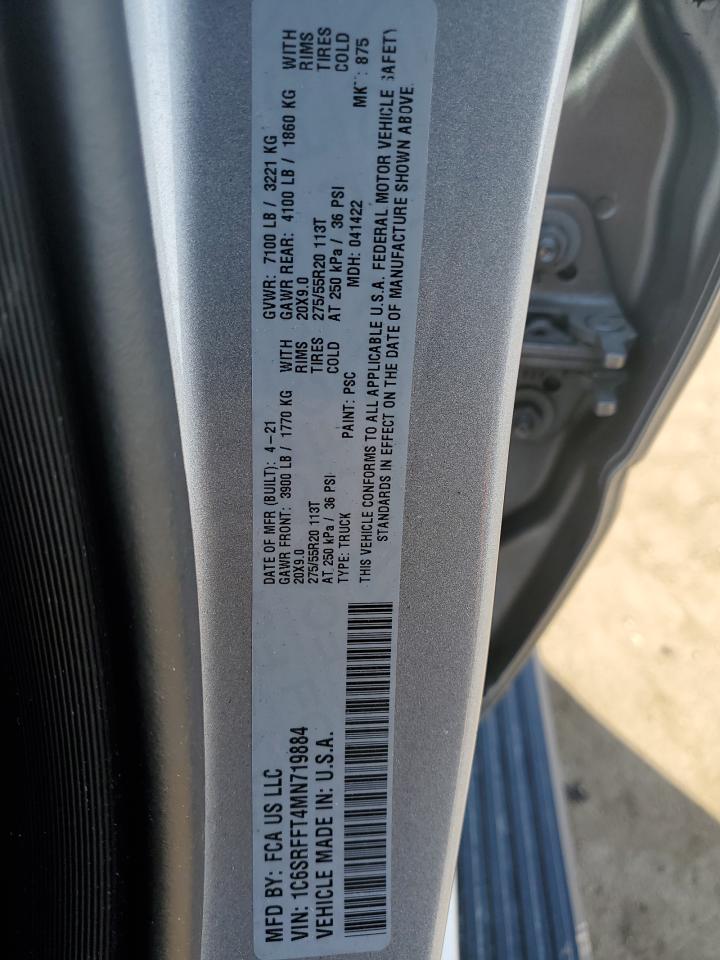 MFD BY: FCA US LLC
VIN: 1C6SRFFT4MN719884
VEHICLE MADE IN: U.S.A.
DATE OF MFR (BUILT): 4-21
GAWR FRONT: 3900 LB / 1770 KG WITH
20X9.0 RIMS
275/55R20 113T TIRES
AT 250 kPa / 36 PSI COLD
TYPE: TRUCK PAINT: PSC
GVWR: 7100 LB / 3221 KG
GAWR REAR: 4100 LB / 1860 KG WITH
20X9.0 RIMS
275/55R20 113T TIRES
AT 250 kPa / 36 PSI COLD
MDH: 041422 : 875
THIS VEHICLE CONFORMS TO ALL APPLICABLE U.S.A. FEDERAL MOTOR VEHICLE SAFETY
STANDARDS IN EFFECT ON THE DATE OF MANUFACTURE SHOWN ABOVE.